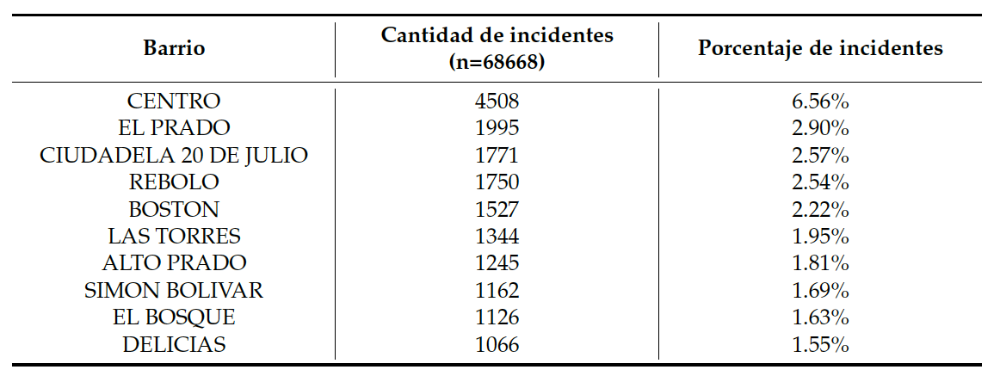 Barrio Cantidad de incidentes (n=68668) Porcentaje de incidentes
CENTRO 4508 6.56%
EL PRADO 1995 2.90%
CIUDADELA 20 DE JULIO 1771 2.57%
REBOLO 1750 2.54%
BOSTON 1527 2.22%
LAS TORRES 1344 1.95%
ALTO PRADO 1245 1.81%
SIMON BOLIVAR 1162 1.69%
EL BOSQUE 1126 1.63%
DELICIAS 1066 1.55%